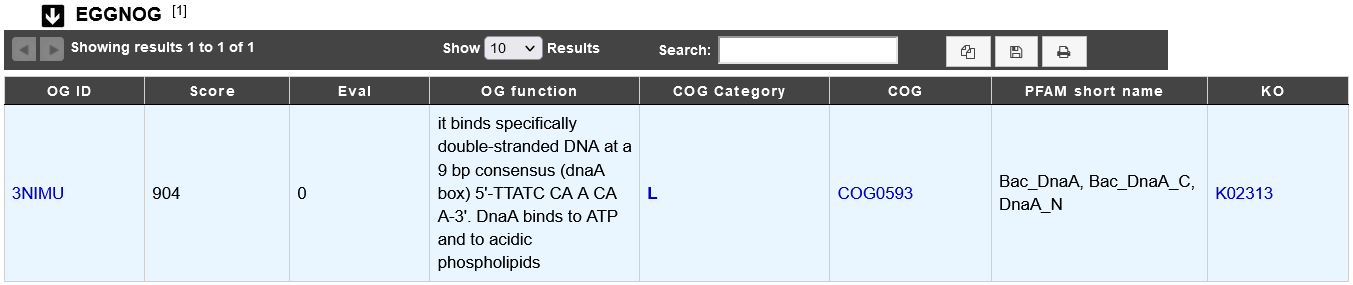 EGGNOG [1]
Showing results 1 to 1 of 1 Show 10 Results Search:
OG ID Score Eval OG function COG Category COG PFAM short name KO
3NIMU 904 0
it binds specifically
double-stranded DNA at a
9 bp consensus (dnaA
box) 5'-TTATC CA A CA
A-3'. DnaA binds to ATP
and to acidic
phospholipids
L COG0593
Bac_DnaA, Bac_DnaA_C,
DnaA_N
K02313